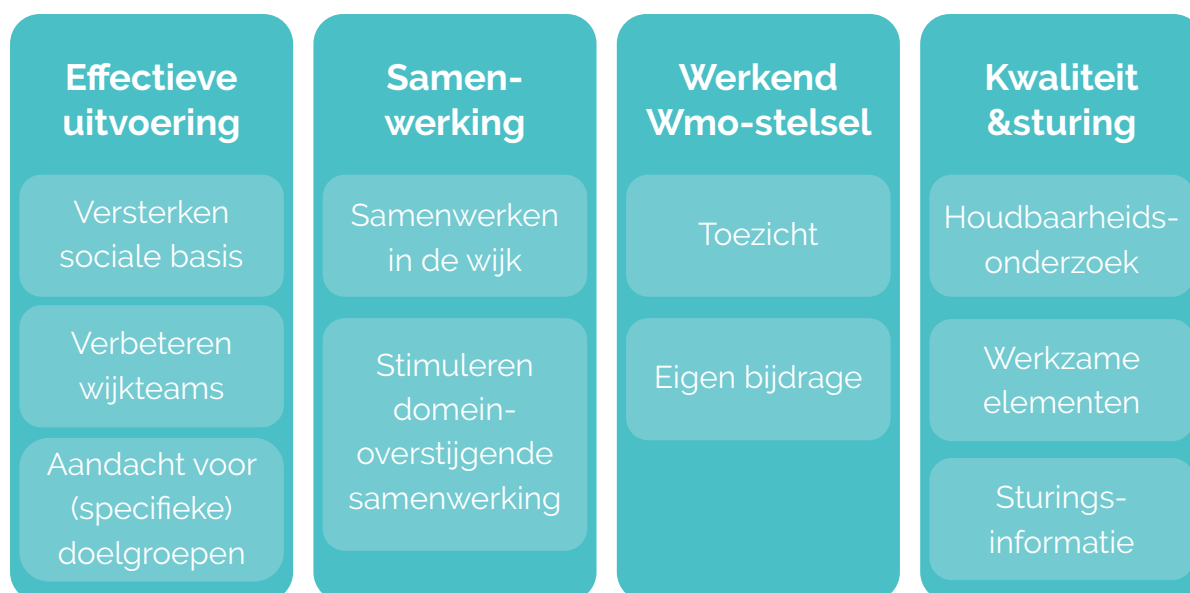 Effectieve
uitvoering
Versterken
sociale basis
Verbeteren
wijkteams
Aandacht voor
(specifieke)
doelgroepen
Samen-
werking
Samenwerken
in de wijk
Stimuleren
domein-
overstijgende
samenwerking
Werkend
Wmo-stelsel
Toezicht
Eigen bijdrage
Kwaliteit
&sturing
Houdbaarheids-
onderzoek
Werkzame
elementen
Sturings-
informatie